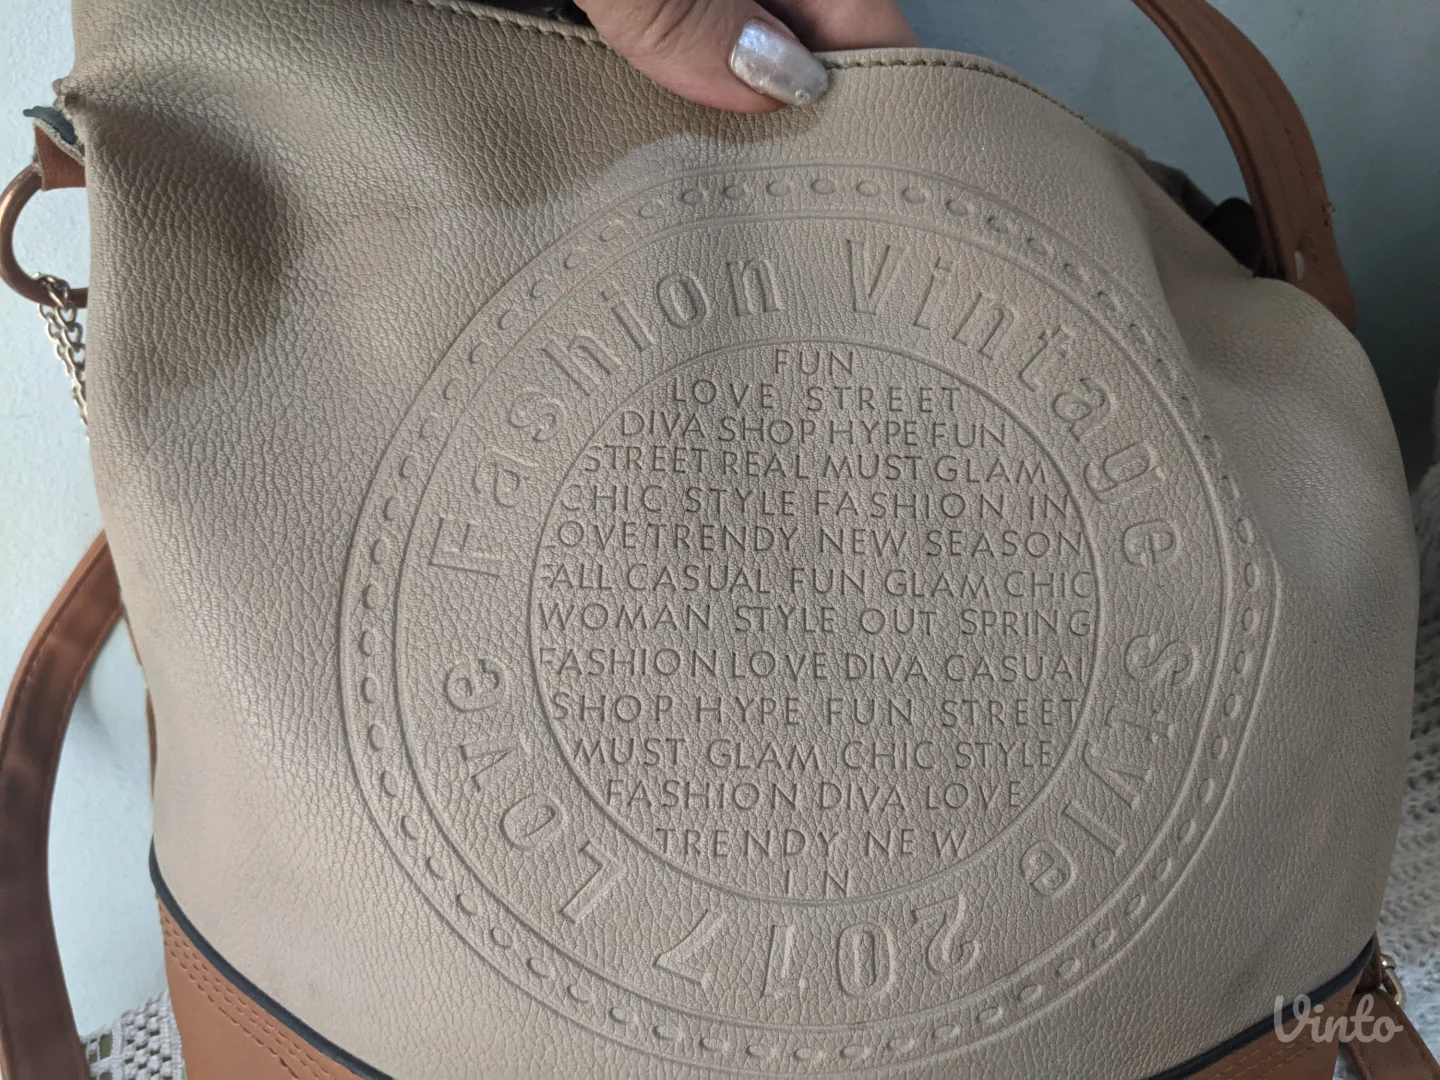 Fashion Vintage Style 2017 Love
FUN
LOVE STREET
DIVA SHOP HYPE FUN
STREET REAL MUST GLAM
CHIC STYLE FASHION IN
LOVE TRENDY NEW SEASON
FALL CASUAL FUN GLAM CHIC
WOMAN STYLE OUT SPRING
FASHION LOVE DIVA CASUAL
SHOP HYPE FUN STREET
MUST GLAM CHIC STYLE
FASHION DIVA LOVE
TRENDY NEW
IN
Vinto